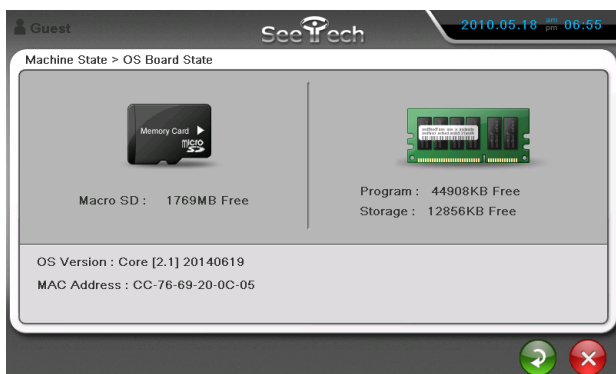 Guest
SeeTech
2010.05.18 am pm 06:55
Machine State > OS Board State
Memory Card
micro SD
Macro SD : 1769MB Free
Program : 44908KB Free
Storage : 12856KB Free
OS Version : Core [2.1] 20140619
MAC Address : CC-76-69-20-0C-05